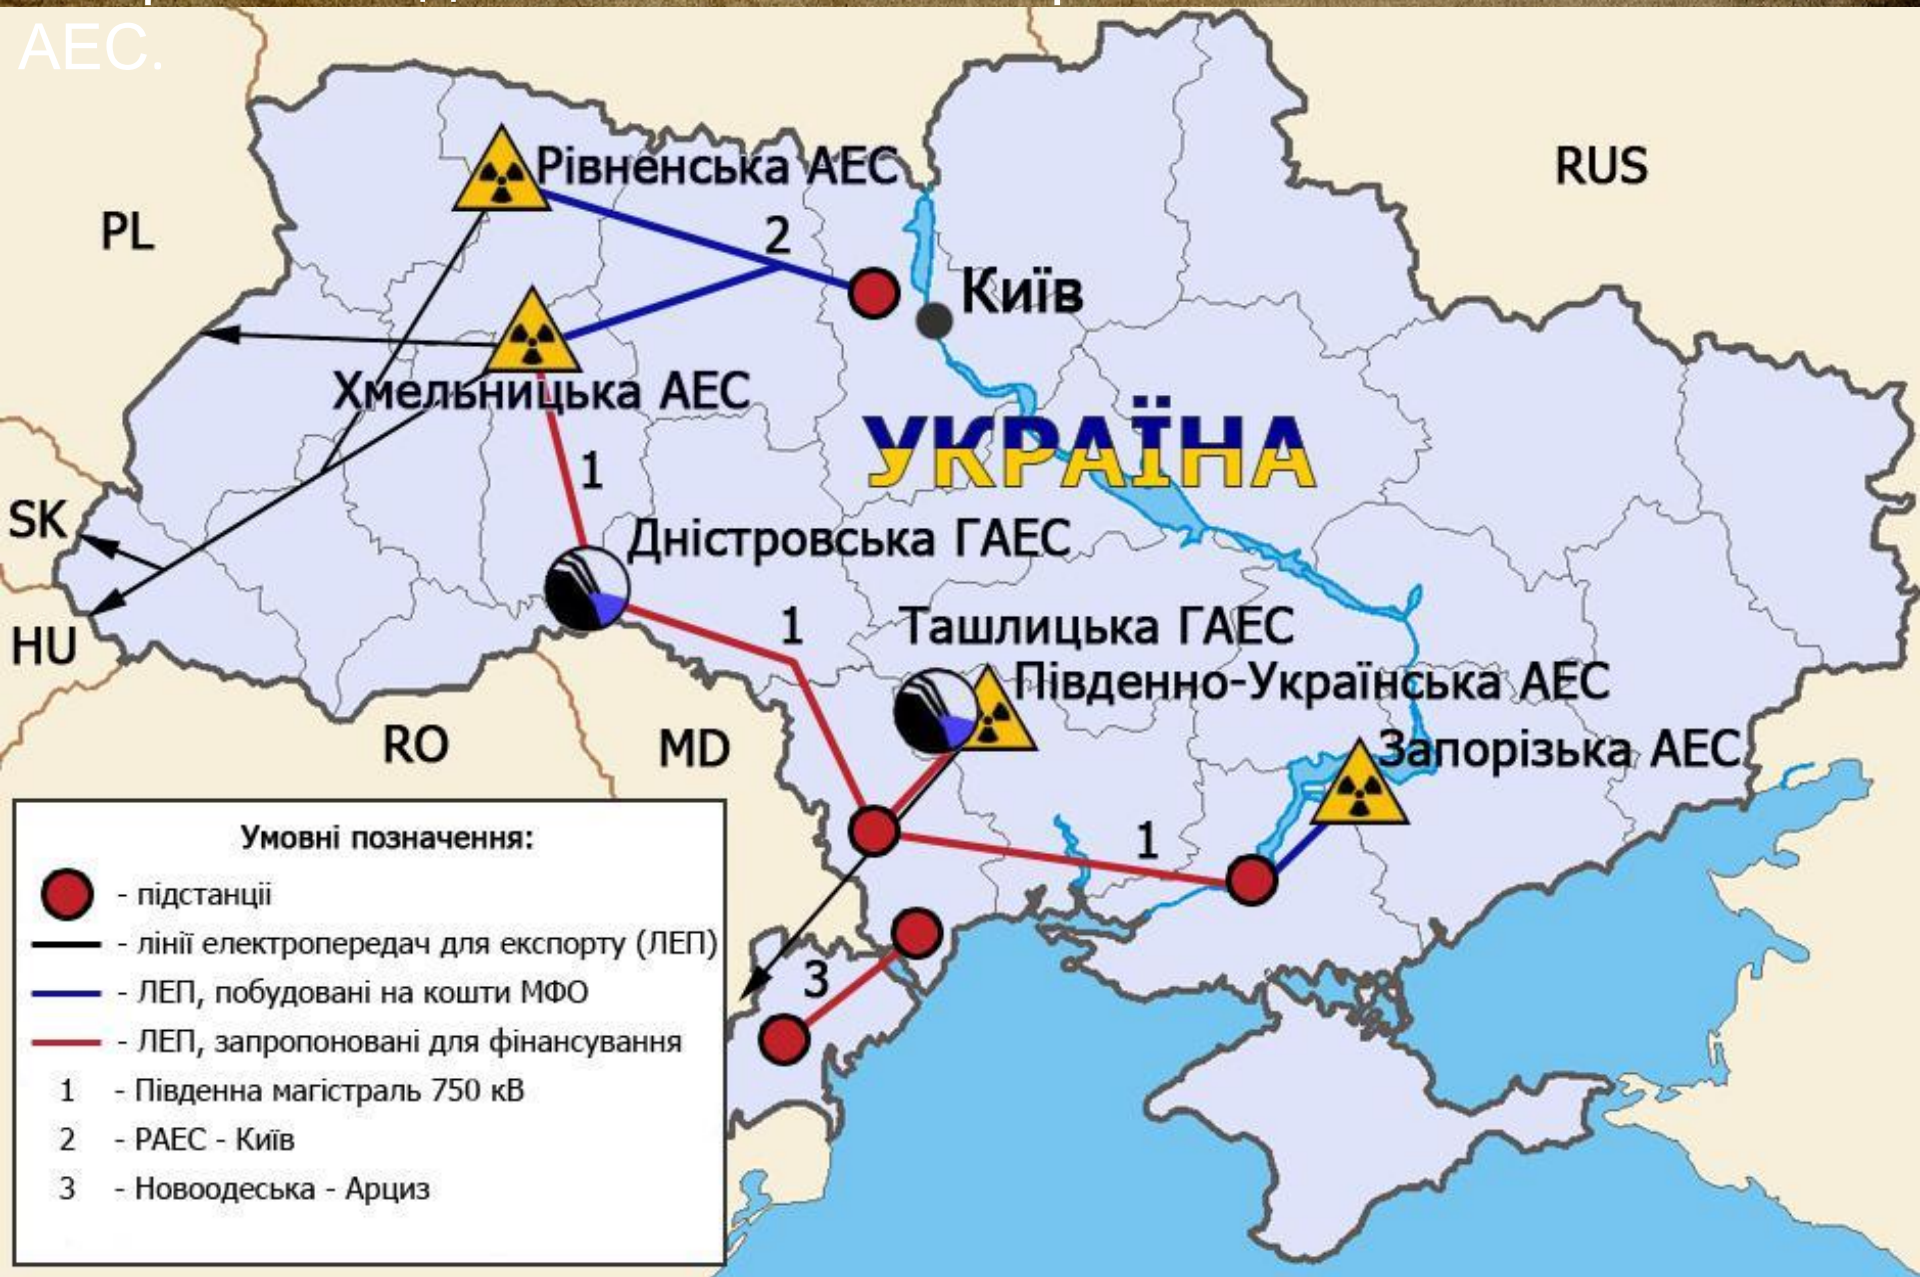 АЕС.
Рівненська АЕС
RUS
PL
2
Київ
Хмельницька АЕС
УКРАЇНА
1
SK
Дністровська ГАЕС
HU
1
Ташлицька ГАЕС
Південно-Українська АЕС
RO
MD
Запорізька АЕС
1
3
Умовні позначення:
- підстанціі
- лінії електропередач для експорту (ЛЕП)
- ЛЕП, побудовані на кошти МФО
- ЛЕП, запропоновані для фінансування
1 - Південна магістраль 750 кВ
2 - РАЕС - Київ
3 - Новоодеська - Арциз